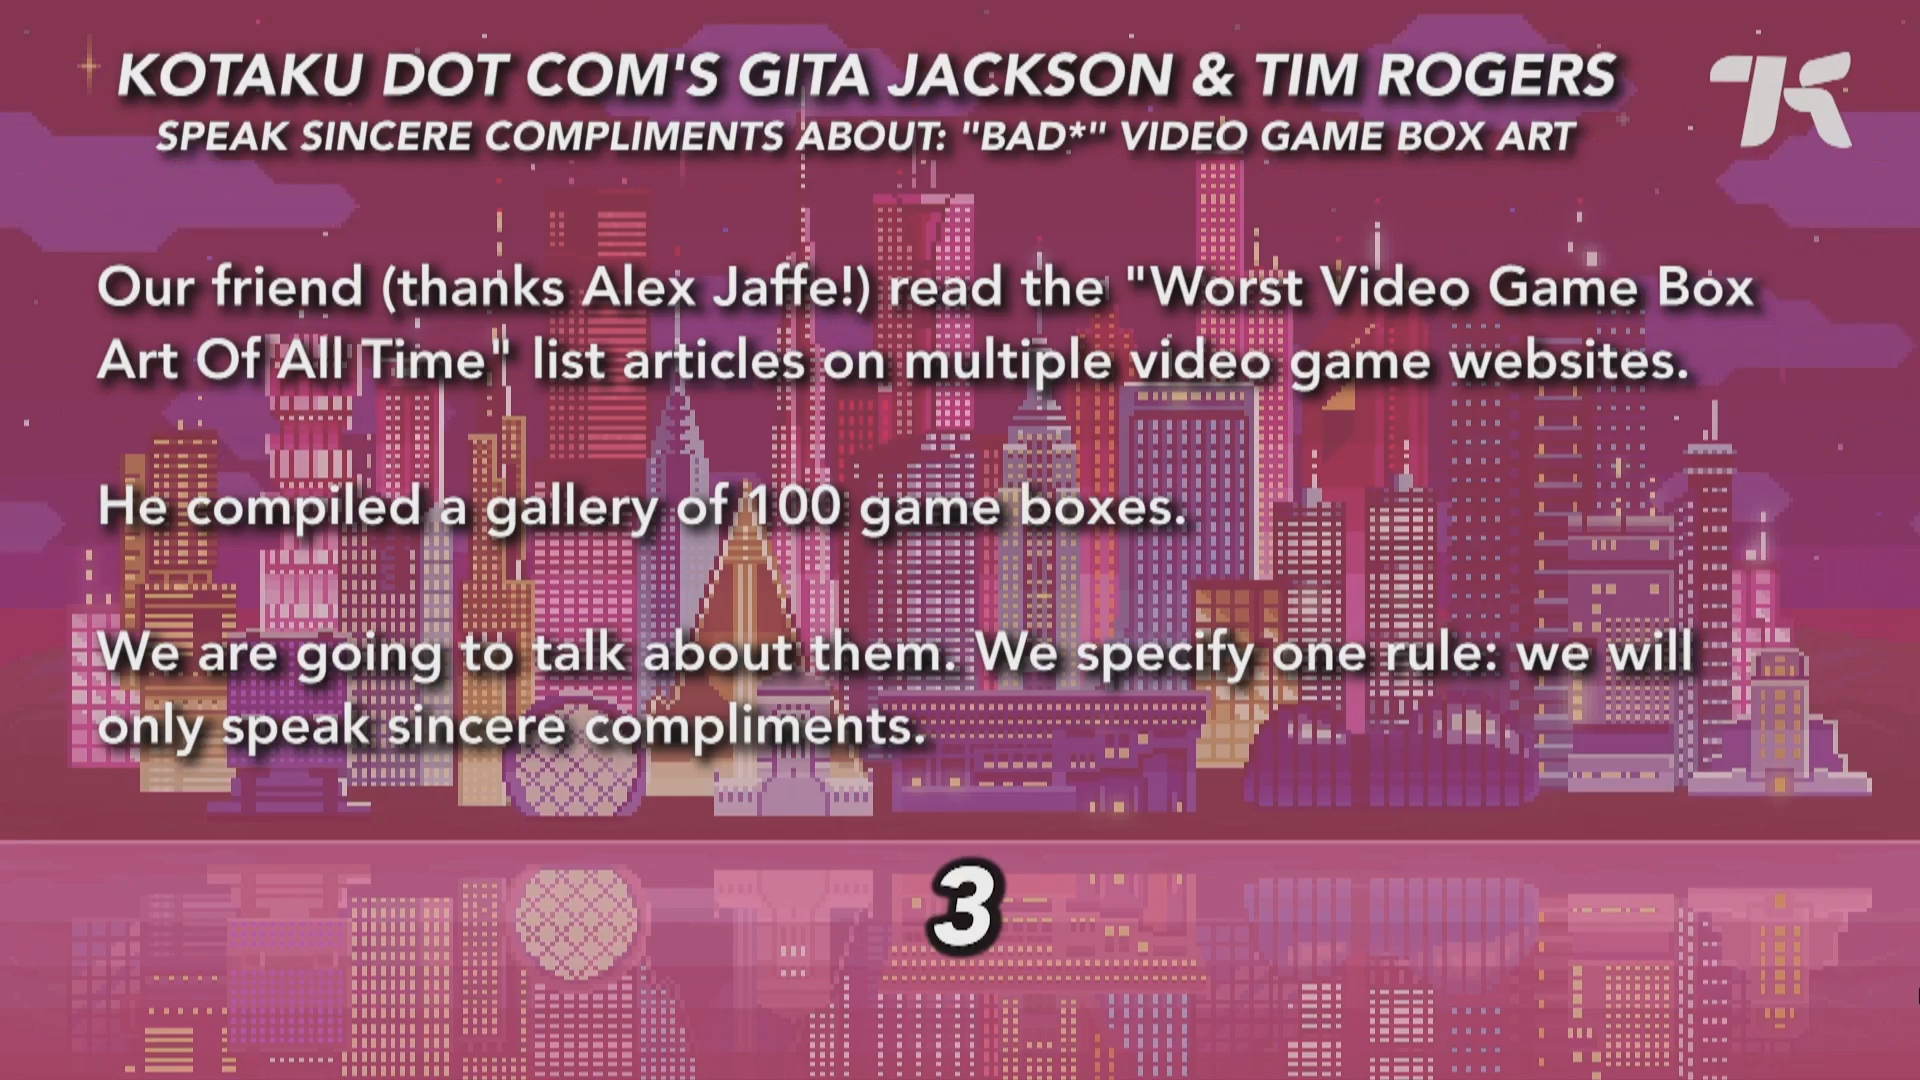 KOTAKU DOT COM'S GITA JACKSON & TIM ROGERS
SPEAK SINCERE COMPLIMENTS ABOUT: "BAD*" VIDEO GAME BOX ART
Our friend (thanks Alex Jaffe!) read the "Worst Video Game Box
Art Of All Time" list articles on multiple video game websites.
He compiled a gallery of 100 game boxes.
We are going to talk about them. We specify one rule: we will
only speak sincere compliments.
3